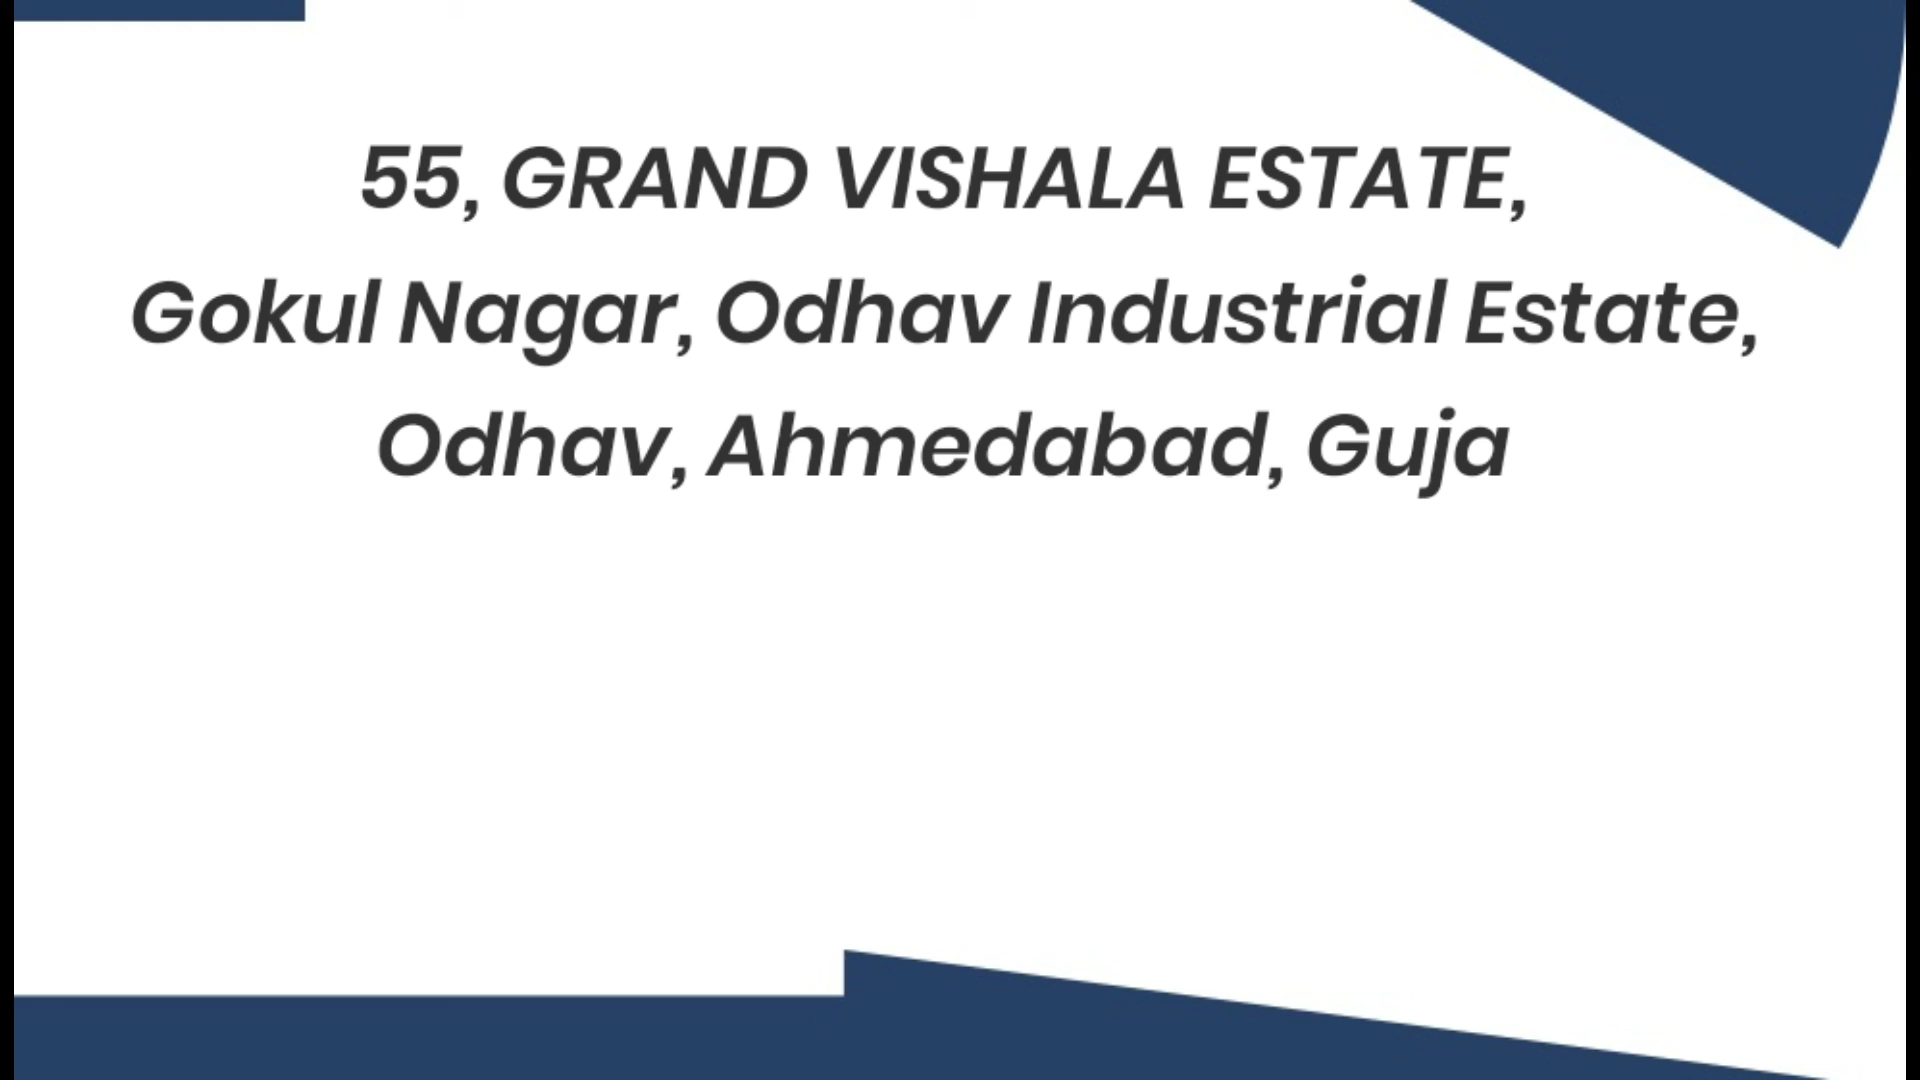 55, GRAND VISHALA ESTATE,
Gokul Nagar, Odhav Industrial Estate,
Odhav, Ahmedabad, Guja